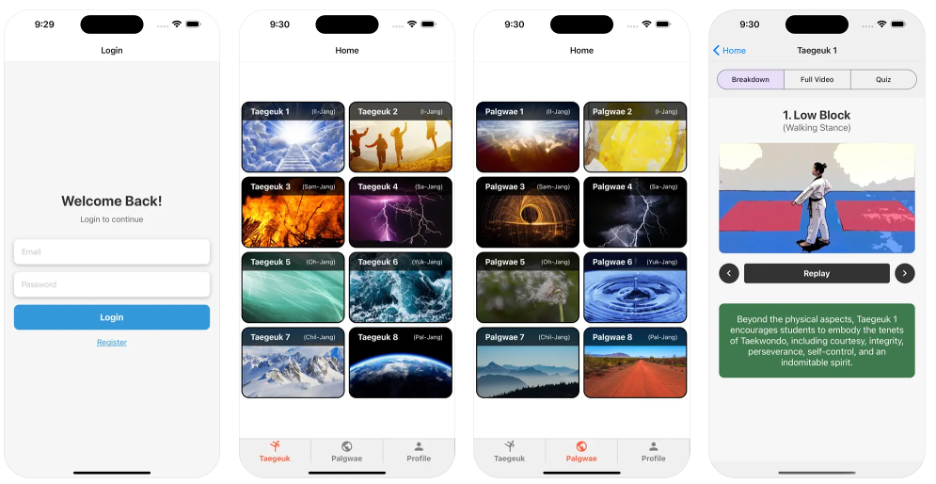 9:29
Login
Welcome Back!
Login to continue
Email
Password
Login
Register
9:30
Home
Taegeuk 1 (Il-Jang)
Taegeuk 2 (I-Jang)
Taegeuk 3 (Sam-Jang)
Taegeuk 4 (Sa-Jang)
Taegeuk 5 (Oh-Jang)
Taegeuk 6 (Yuk-Jang)
Taegeuk 7 (Chil-Jang)
Taegeuk 8 (Pal-Jang)
Taegeuk
Palgwae
Profile
9:30
Home
Palgwae 1 (Il-Jang)
Palgwae 2 (I-Jang)
Palgwae 3 (Sam-Jang)
Palgwae 4 (Sa-Jang)
Palgwae 5 (Oh-Jang)
Palgwae 6 (Yuk-Jang)
Palgwae 7 (Chil-Jang)
Palgwae 8 (Pal-Jang)
Taegeuk
Palgwae
Profile
9:30
Home
Taegeuk 1
Breakdown
Full Video
Quiz
1. Low Block
(Walking Stance)
Replay
Beyond the physical aspects, Taegeuk 1
encourages students to embody the tenets
of Taekwondo, including courtesy, integrity,
perseverance, self-control, and an
indomitable spirit.